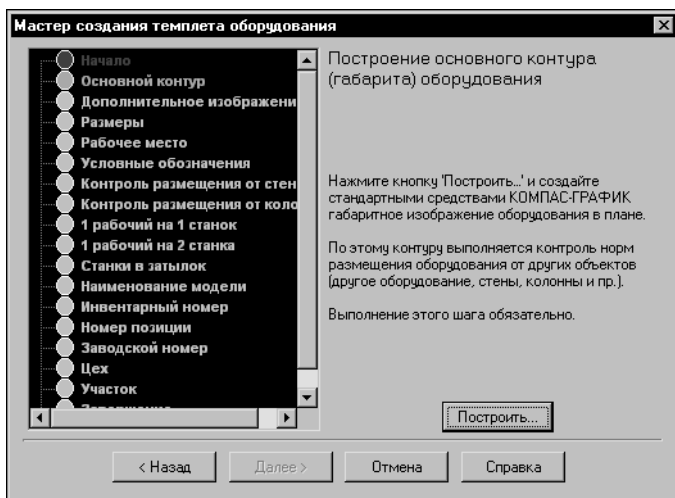 Мастер создания темплета оборудования
Начало
Основной контур
Дополнительное изображени
Размеры
Рабочее место
Условные обозначения
Контроль размещения от стен
Контроль размещения от коло
1 рабочий на 1 станок
1 рабочий на 2 станка
Станки в затылок
Наименование модели
Инвентарный номер
Номер позиции
Заводской номер
Цех
Участок
Завершение
Построение основного контура
(габарита) оборудования
Нажмите кнопку 'Построить...' и создайте
стандартными средствами КОМПАС-ГРАФИК
габаритное изображение оборудования в плане.
По этому контуру выполняется контроль норм
размещения оборудования от других объектов
(другое оборудование, стены, колонны и пр.).
Выполнение этого шага обязательно.
Построить...
< Назад
Далее >
Отмена
Справка